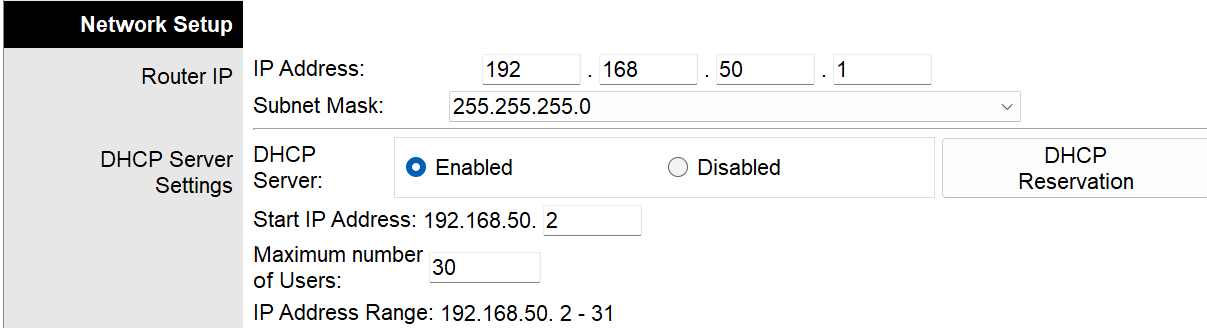 Network Setup
Router IP
IP Address: 192 . 168 . 50 . 1
Subnet Mask: 255.255.255.0
DHCP Server
Settings
DHCP
Server:
Enabled Disabled
DHCP
Reservation
Start IP Address: 192.168.50. 2
Maximum number
of Users:
30
IP Address Range: 192.168.50. 2 - 31